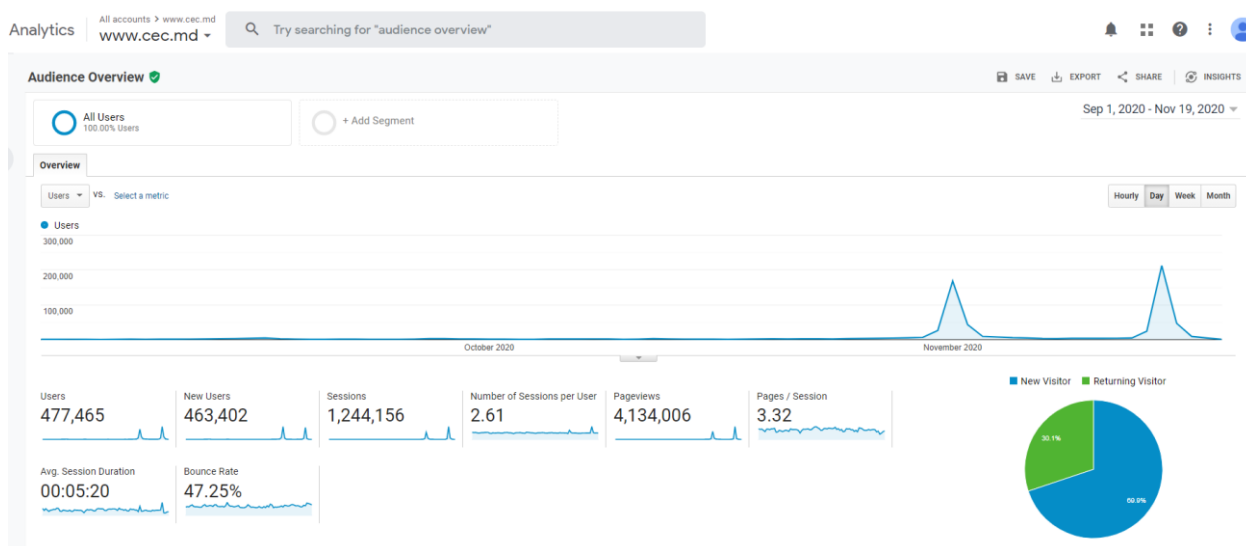 Analytics
All accounts > www.cec.md
www.cec.md
Try searching for "audience overview"
Audience Overview
SAVE
EXPORT
SHARE
INSIGHTS
All Users
100.00% Users
+ Add Segment
Sep 1, 2020 - Nov 19, 2020
Overview
Users
VS.
Select a metric
Hourly
Day
Week
Month
Users
300,000
200,000
100,000
October 2020
November 2020
Users
477,465
New Users
463,402
Sessions
1,244,156
Number of Sessions per User
2.61
Pageviews
4,134,006
Pages / Session
3.32
Avg. Session Duration
00:05:20
Bounce Rate
47.25%
New Visitor
Returning Visitor
30.1%
69.9%